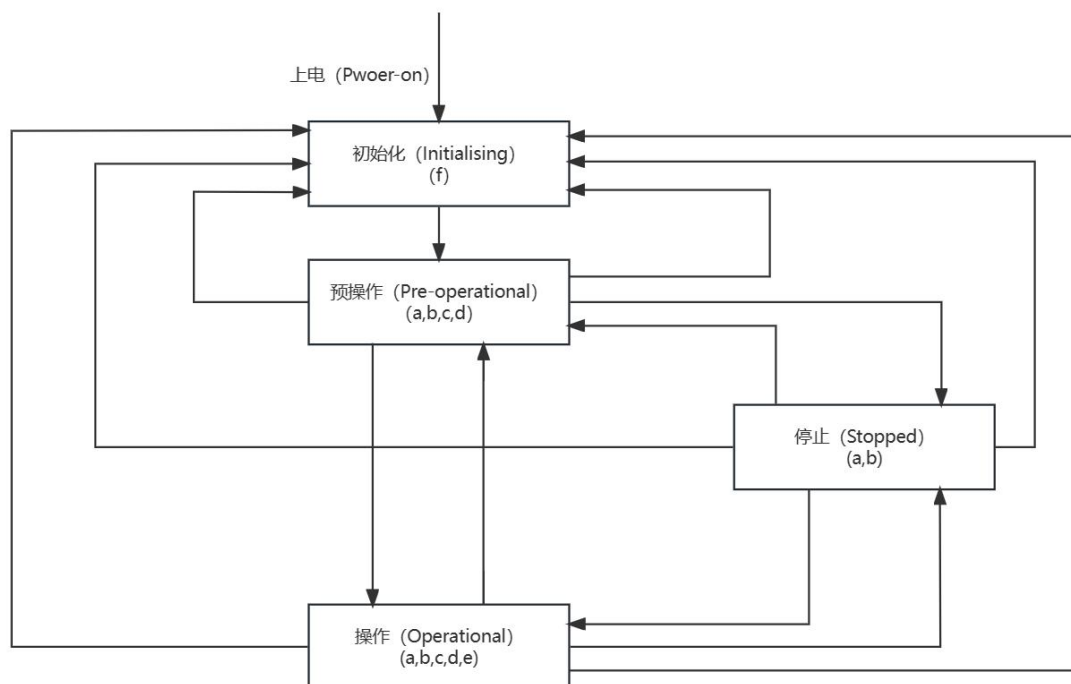 上电（Pwoer-on）
初始化（Initialising）
(f)
预操作（Pre-operational）
(a,b,c,d)
停止（Stopped）
(a,b)
操作（Operational）
(a,b,c,d,e)